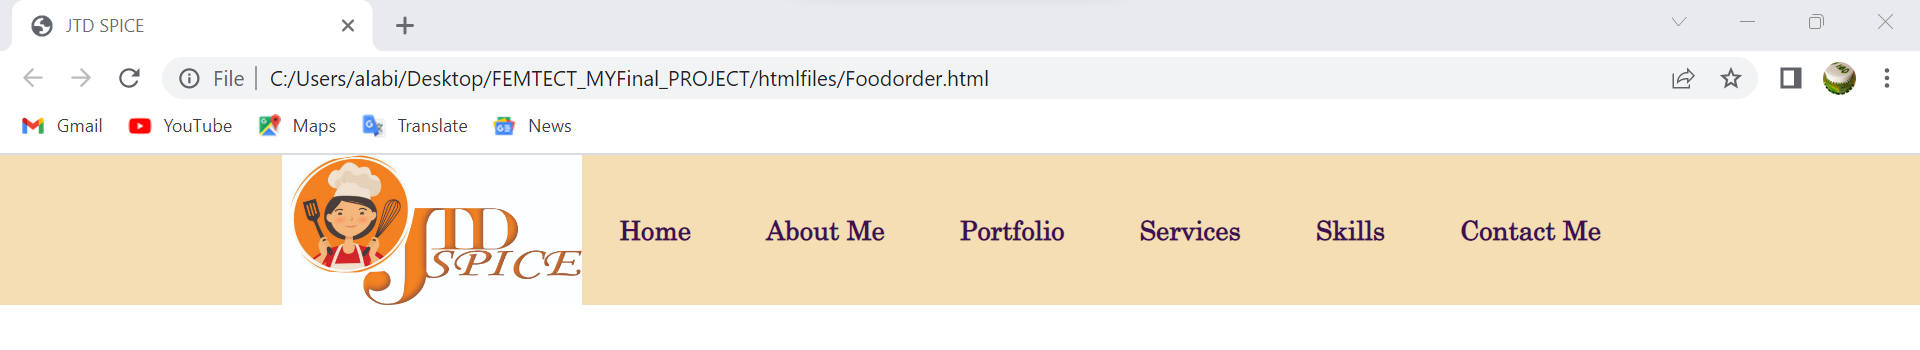 JTD SPICE
File C:/Users/alabi/Desktop/FEMTECT_MYFinal_PROJECT/htmlfiles/Foodorder.html
Gmail YouTube Maps Translate News
JTD
SPICE
Home About Me Portfolio Services Skills Contact Me